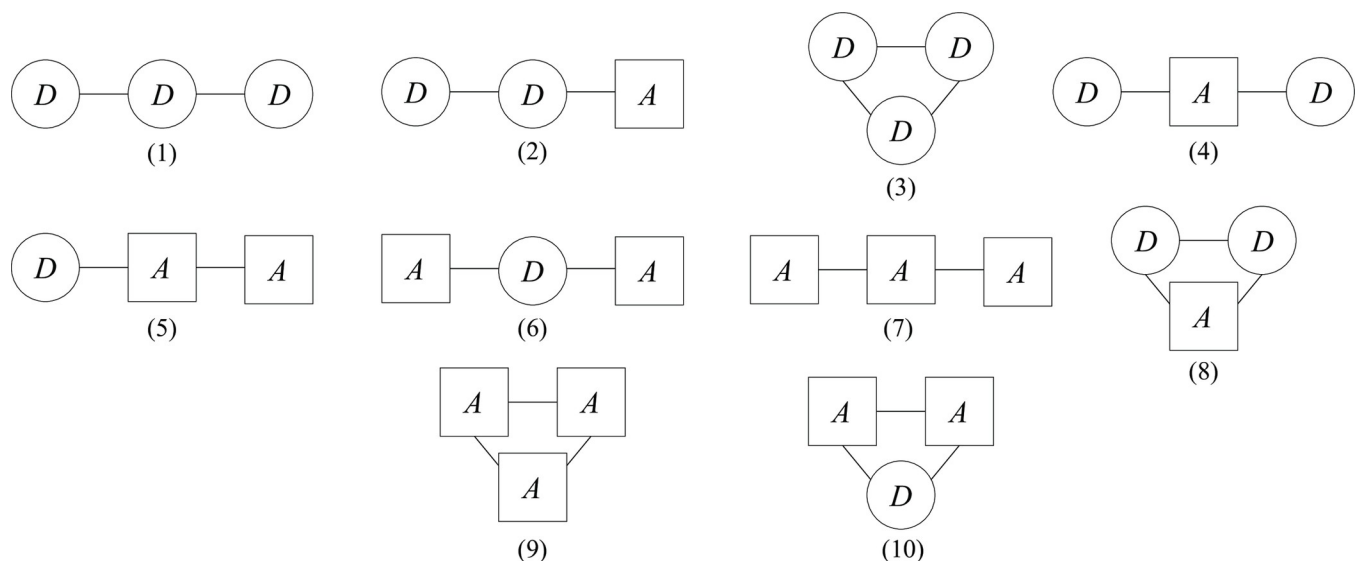 D D D
(1)
D D A
(2)
D D
D
(3)
D A D
(4)
D A A
(5)
A D A
(6)
A A A
(7)
D D
A
(8)
A A
A
(9)
A A
D
(10)